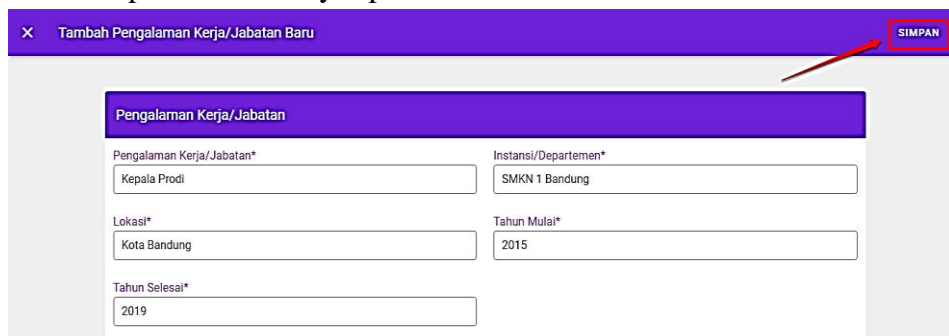 Tambah Pengalaman Kerja/Jabatan Baru
SIMPAN
Pengalaman Kerja/Jabatan
Pengalaman Kerja/Jabatan*
Instansi/Departemen*
Kepala Prodi
SMKN 1 Bandung
Lokasi*
Tahun Mulai*
Kota Bandung
2015
Tahun Selesai*
2019